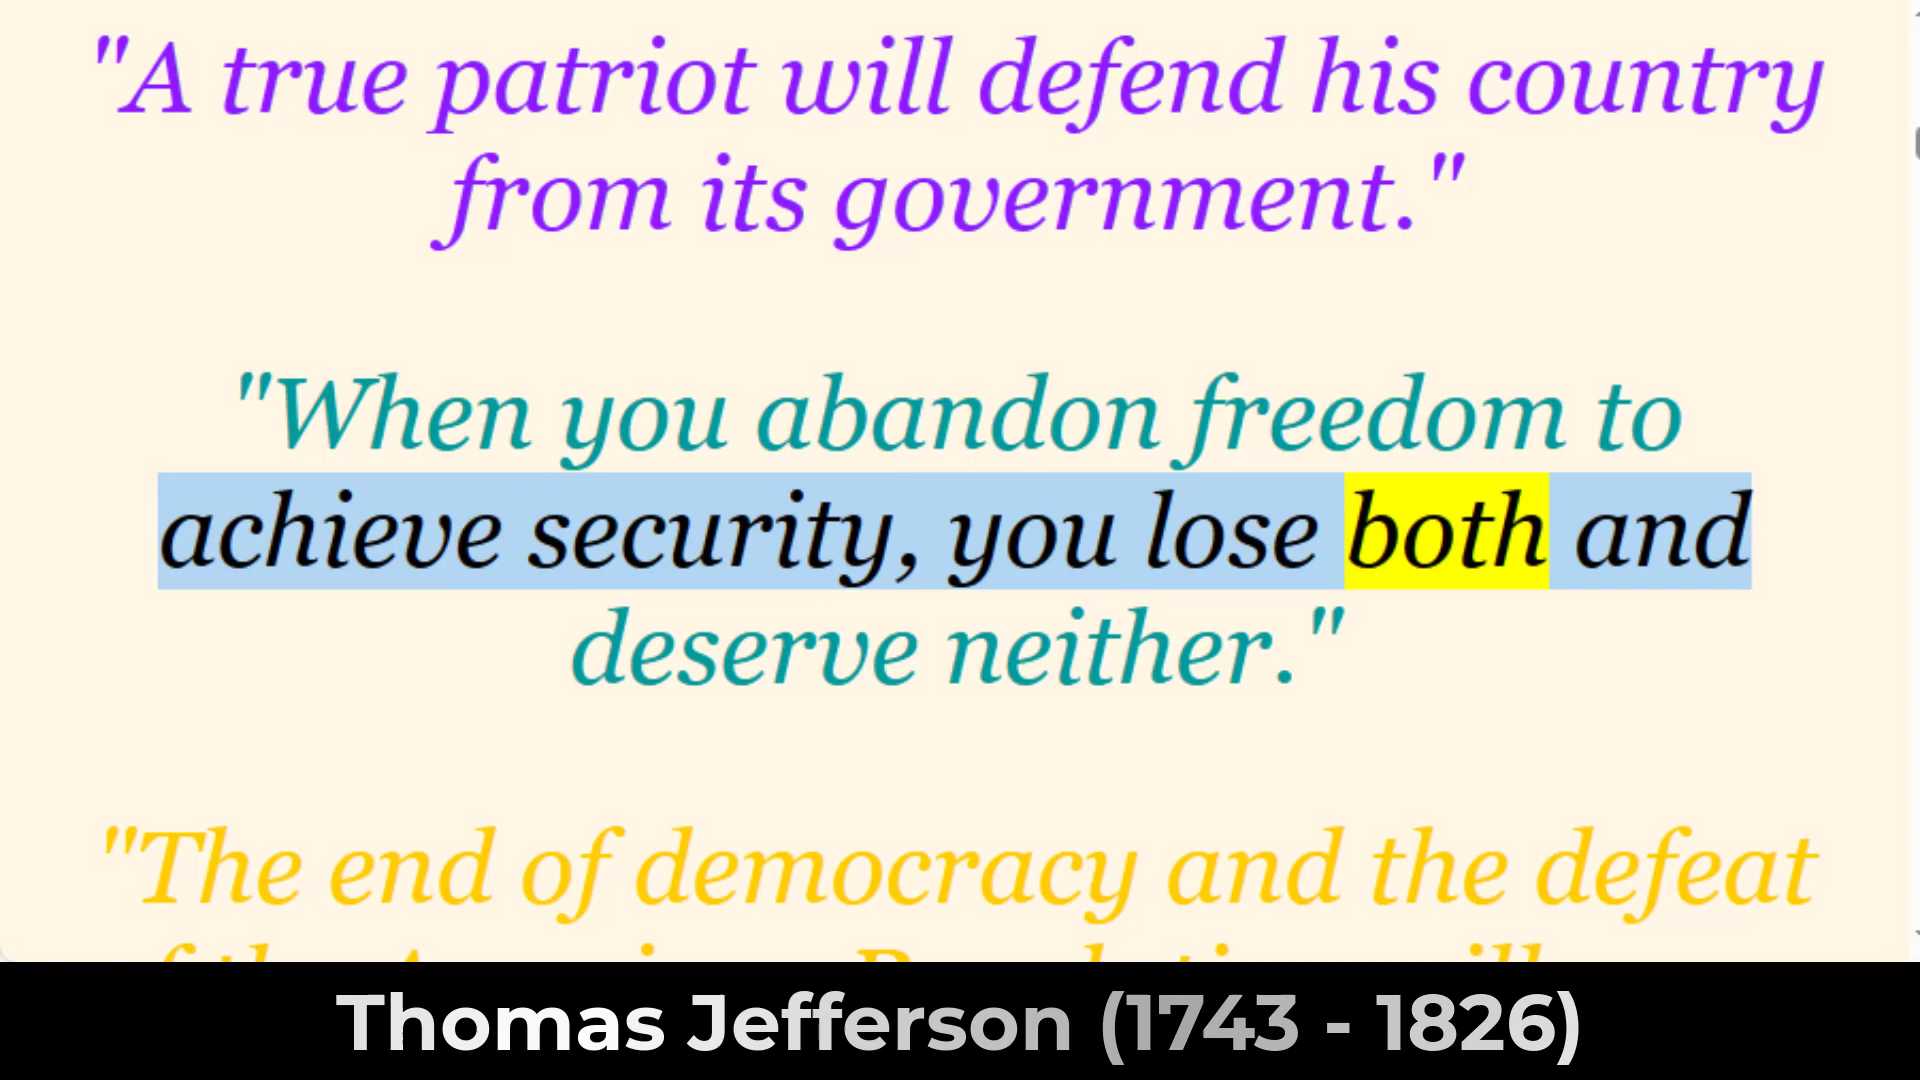 "A true patriot will defend his country
from its government."
"When you abandon freedom to
achieve security, you lose both and
deserve neither."
"The end of democracy and the defeat
Thomas Jefferson (1743 - 1826)